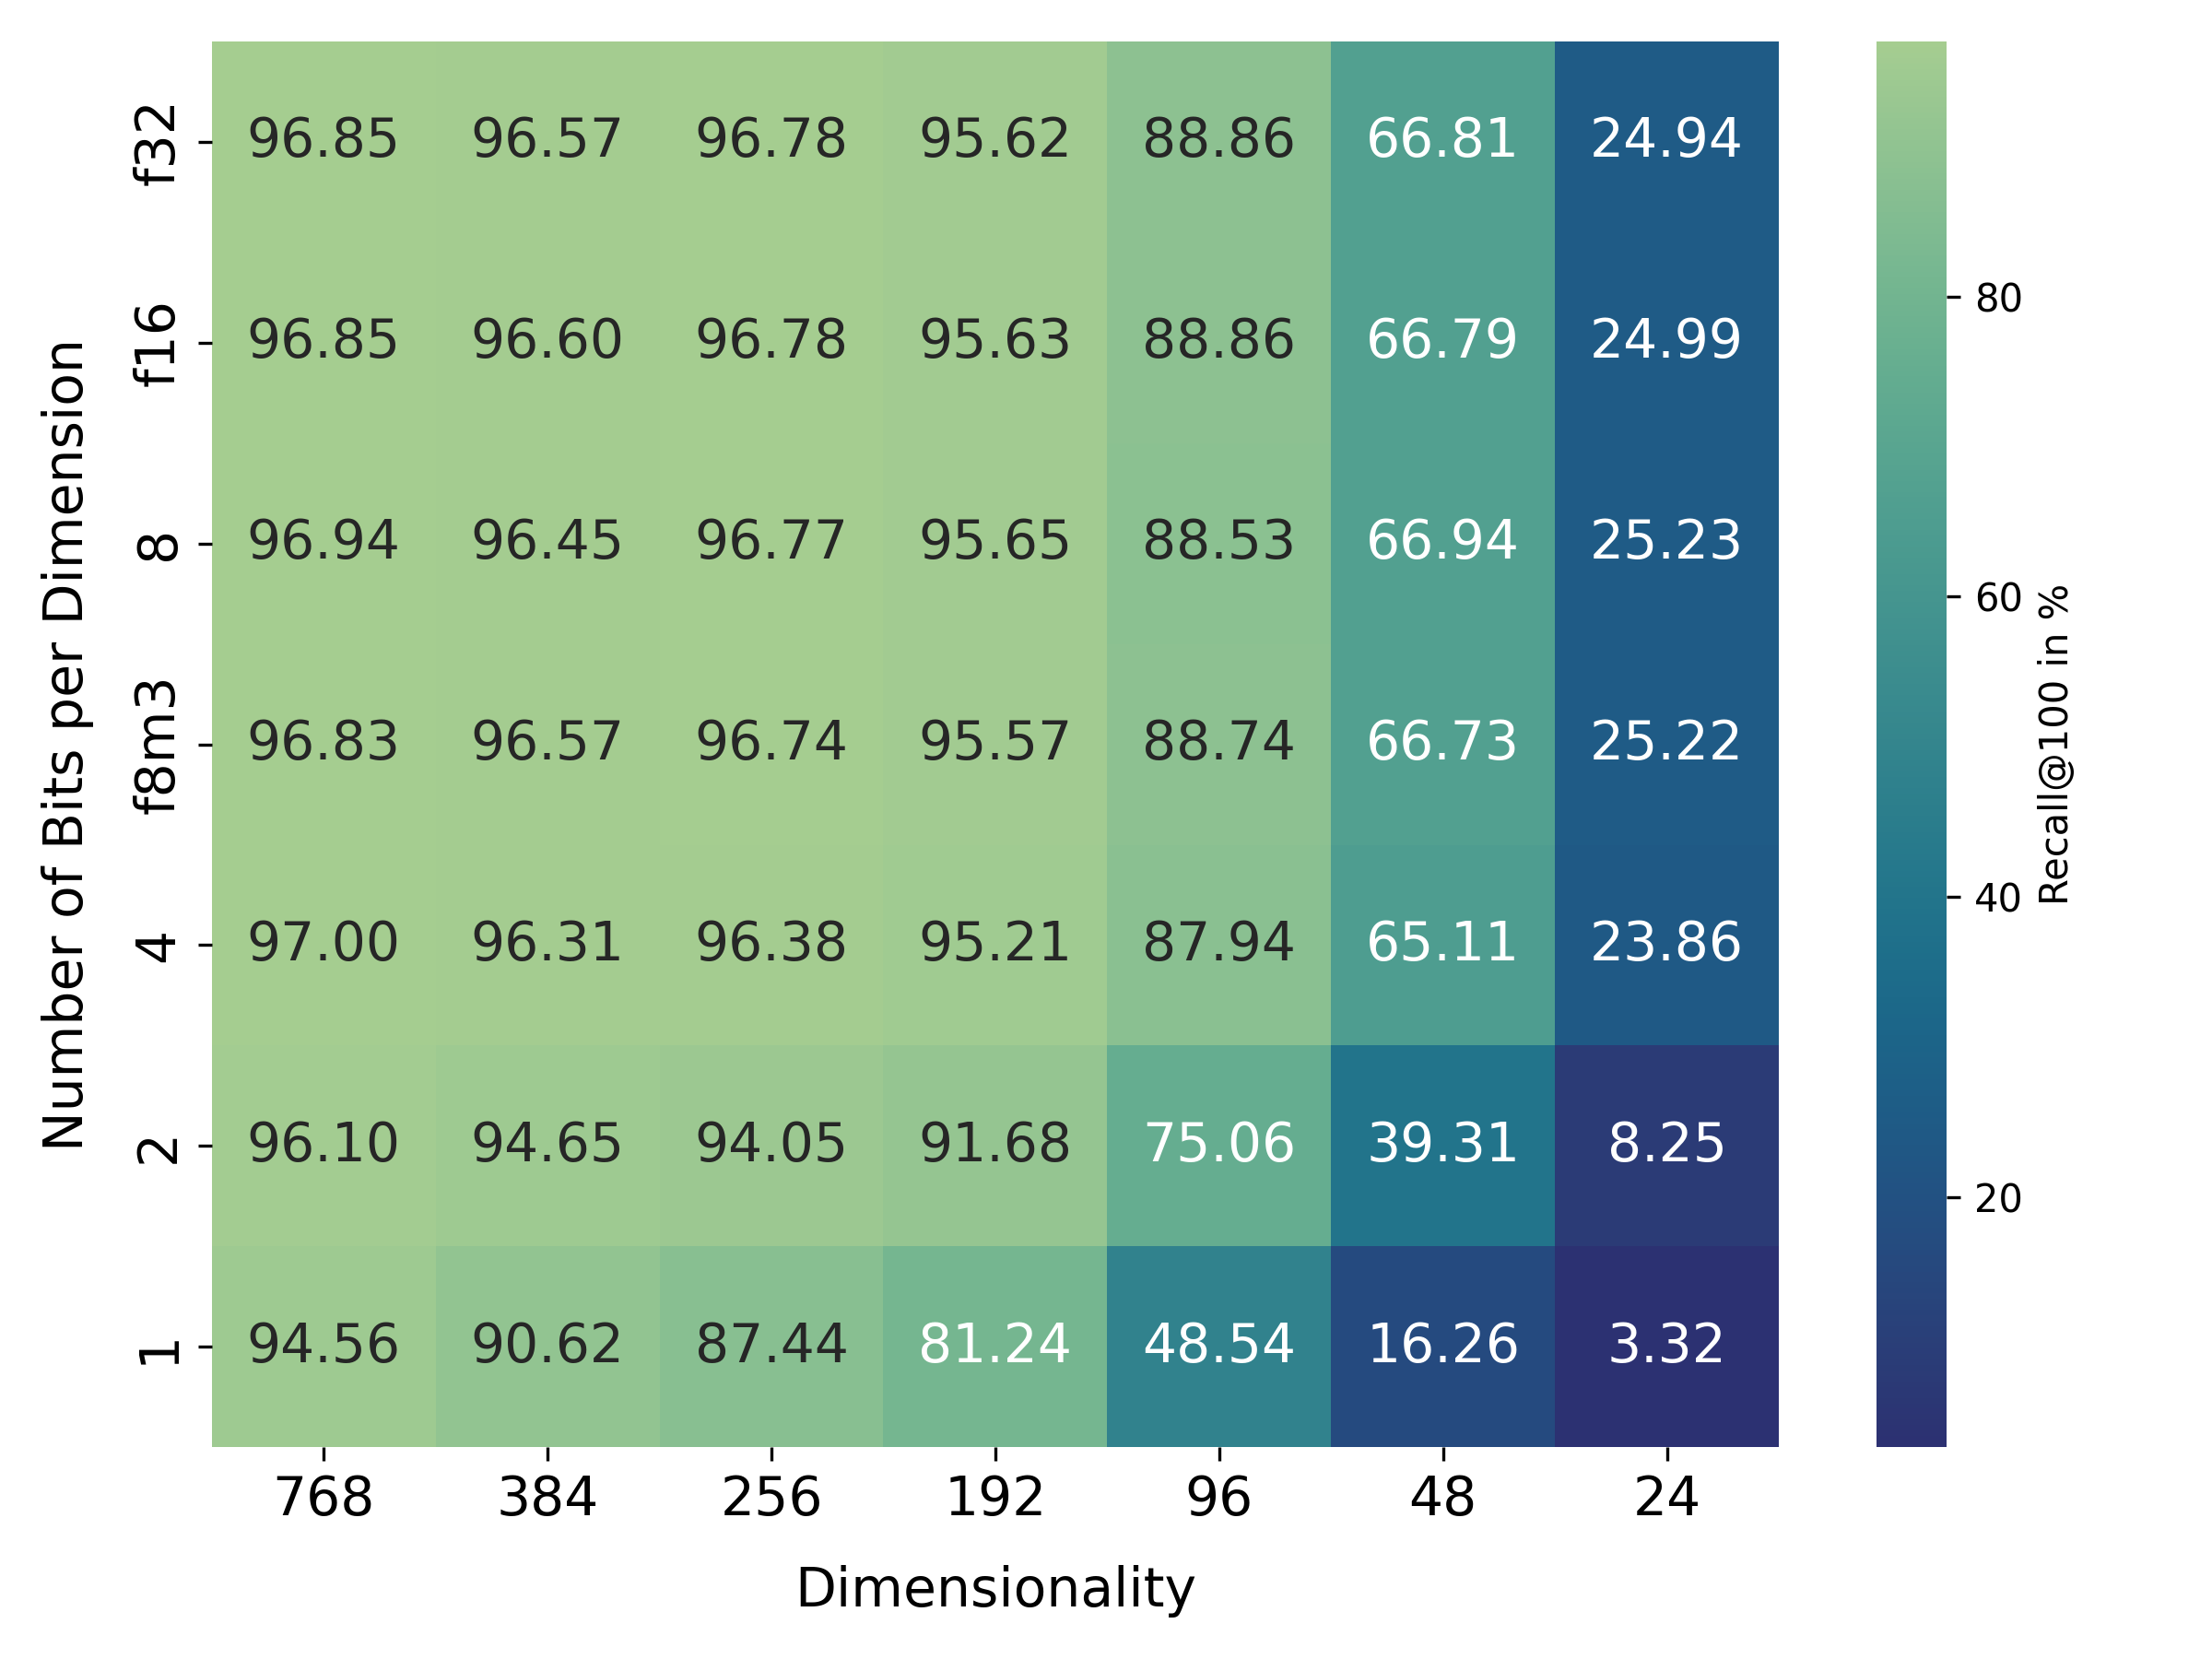 Number of Bits per Dimension
f32 96.85 96.57 96.78 95.62 88.86 66.81 24.94
f16 96.85 96.60 96.78 95.63 88.86 66.79 24.99
8 96.94 96.45 96.77 95.65 88.53 66.94 25.23
f8m3 96.83 96.57 96.74 95.57 88.74 66.73 25.22
4 97.00 96.31 96.38 95.21 87.94 65.11 23.86
2 96.10 94.65 94.05 91.68 75.06 39.31 8.25
1 94.56 90.62 87.44 81.24 48.54 16.26 3.32
768 384 256 192 96 48 24
Dimensionality
80
60
40
20
Recall@100 in %